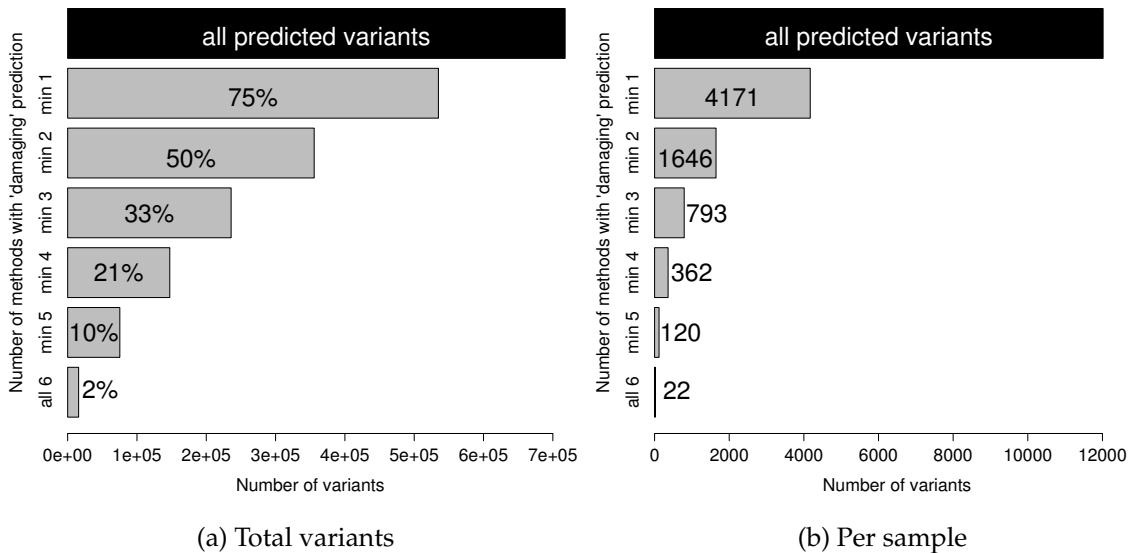 Number of methods with 'damaging' prediction
all predicted variants
min 1
75%
min 2
50%
min 3
33%
min 4
21%
min 5
10%
all 6
2%
0e+00 1e+05 2e+05 3e+05 4e+05 5e+05 6e+05 7e+05
Number of variants
(a) Total variants
Number of methods with 'damaging' prediction
all predicted variants
min 1
4171
min 2
1646
min 3
793
min 4
362
min 5
120
all 6
22
0 2000 4000 6000 8000 10000 12000
Number of variants
(b) Per sample